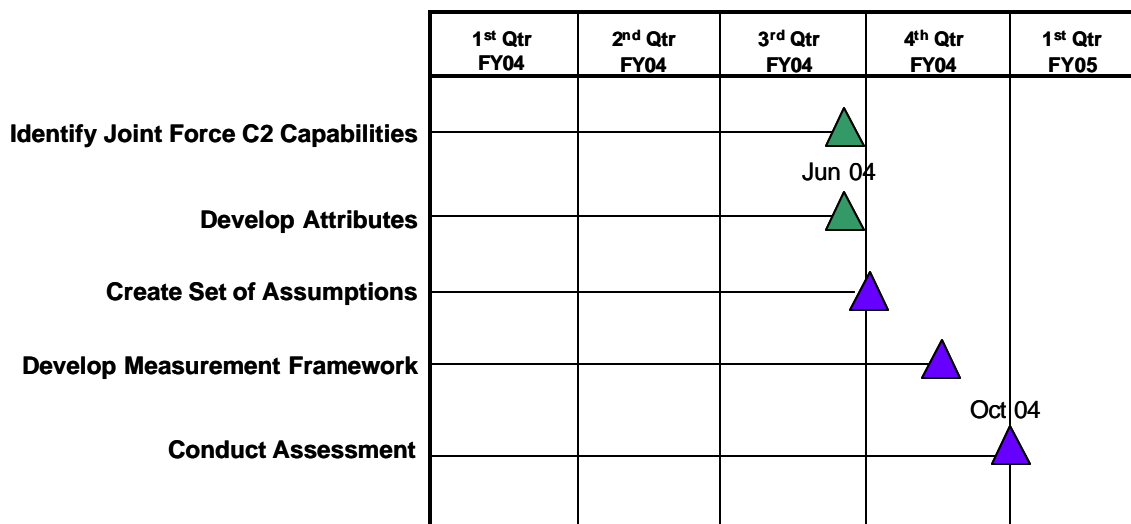 1st Qtr 2nd Qtr 3rd Qtr 4th Qtr 1st Qtr
FY04 FY04 FY04 FY04 FY05
Identify Joint Force C2 Capabilities
Jun 04
Develop Attributes
Create Set of Assumptions
Develop Measurement Framework
Oct 04
Conduct Assessment